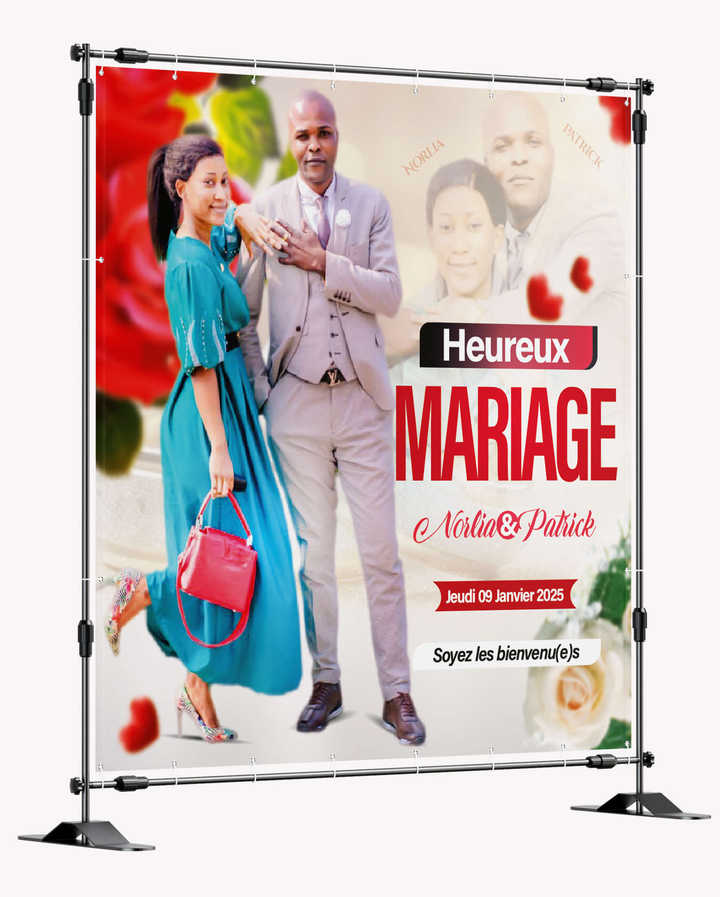 NORLIA
PATRICK
Heureux
MARIAGE
Norlia & Patrick
Jeudi 09 Janvier 2025
Soyez les bienvenu(e)s